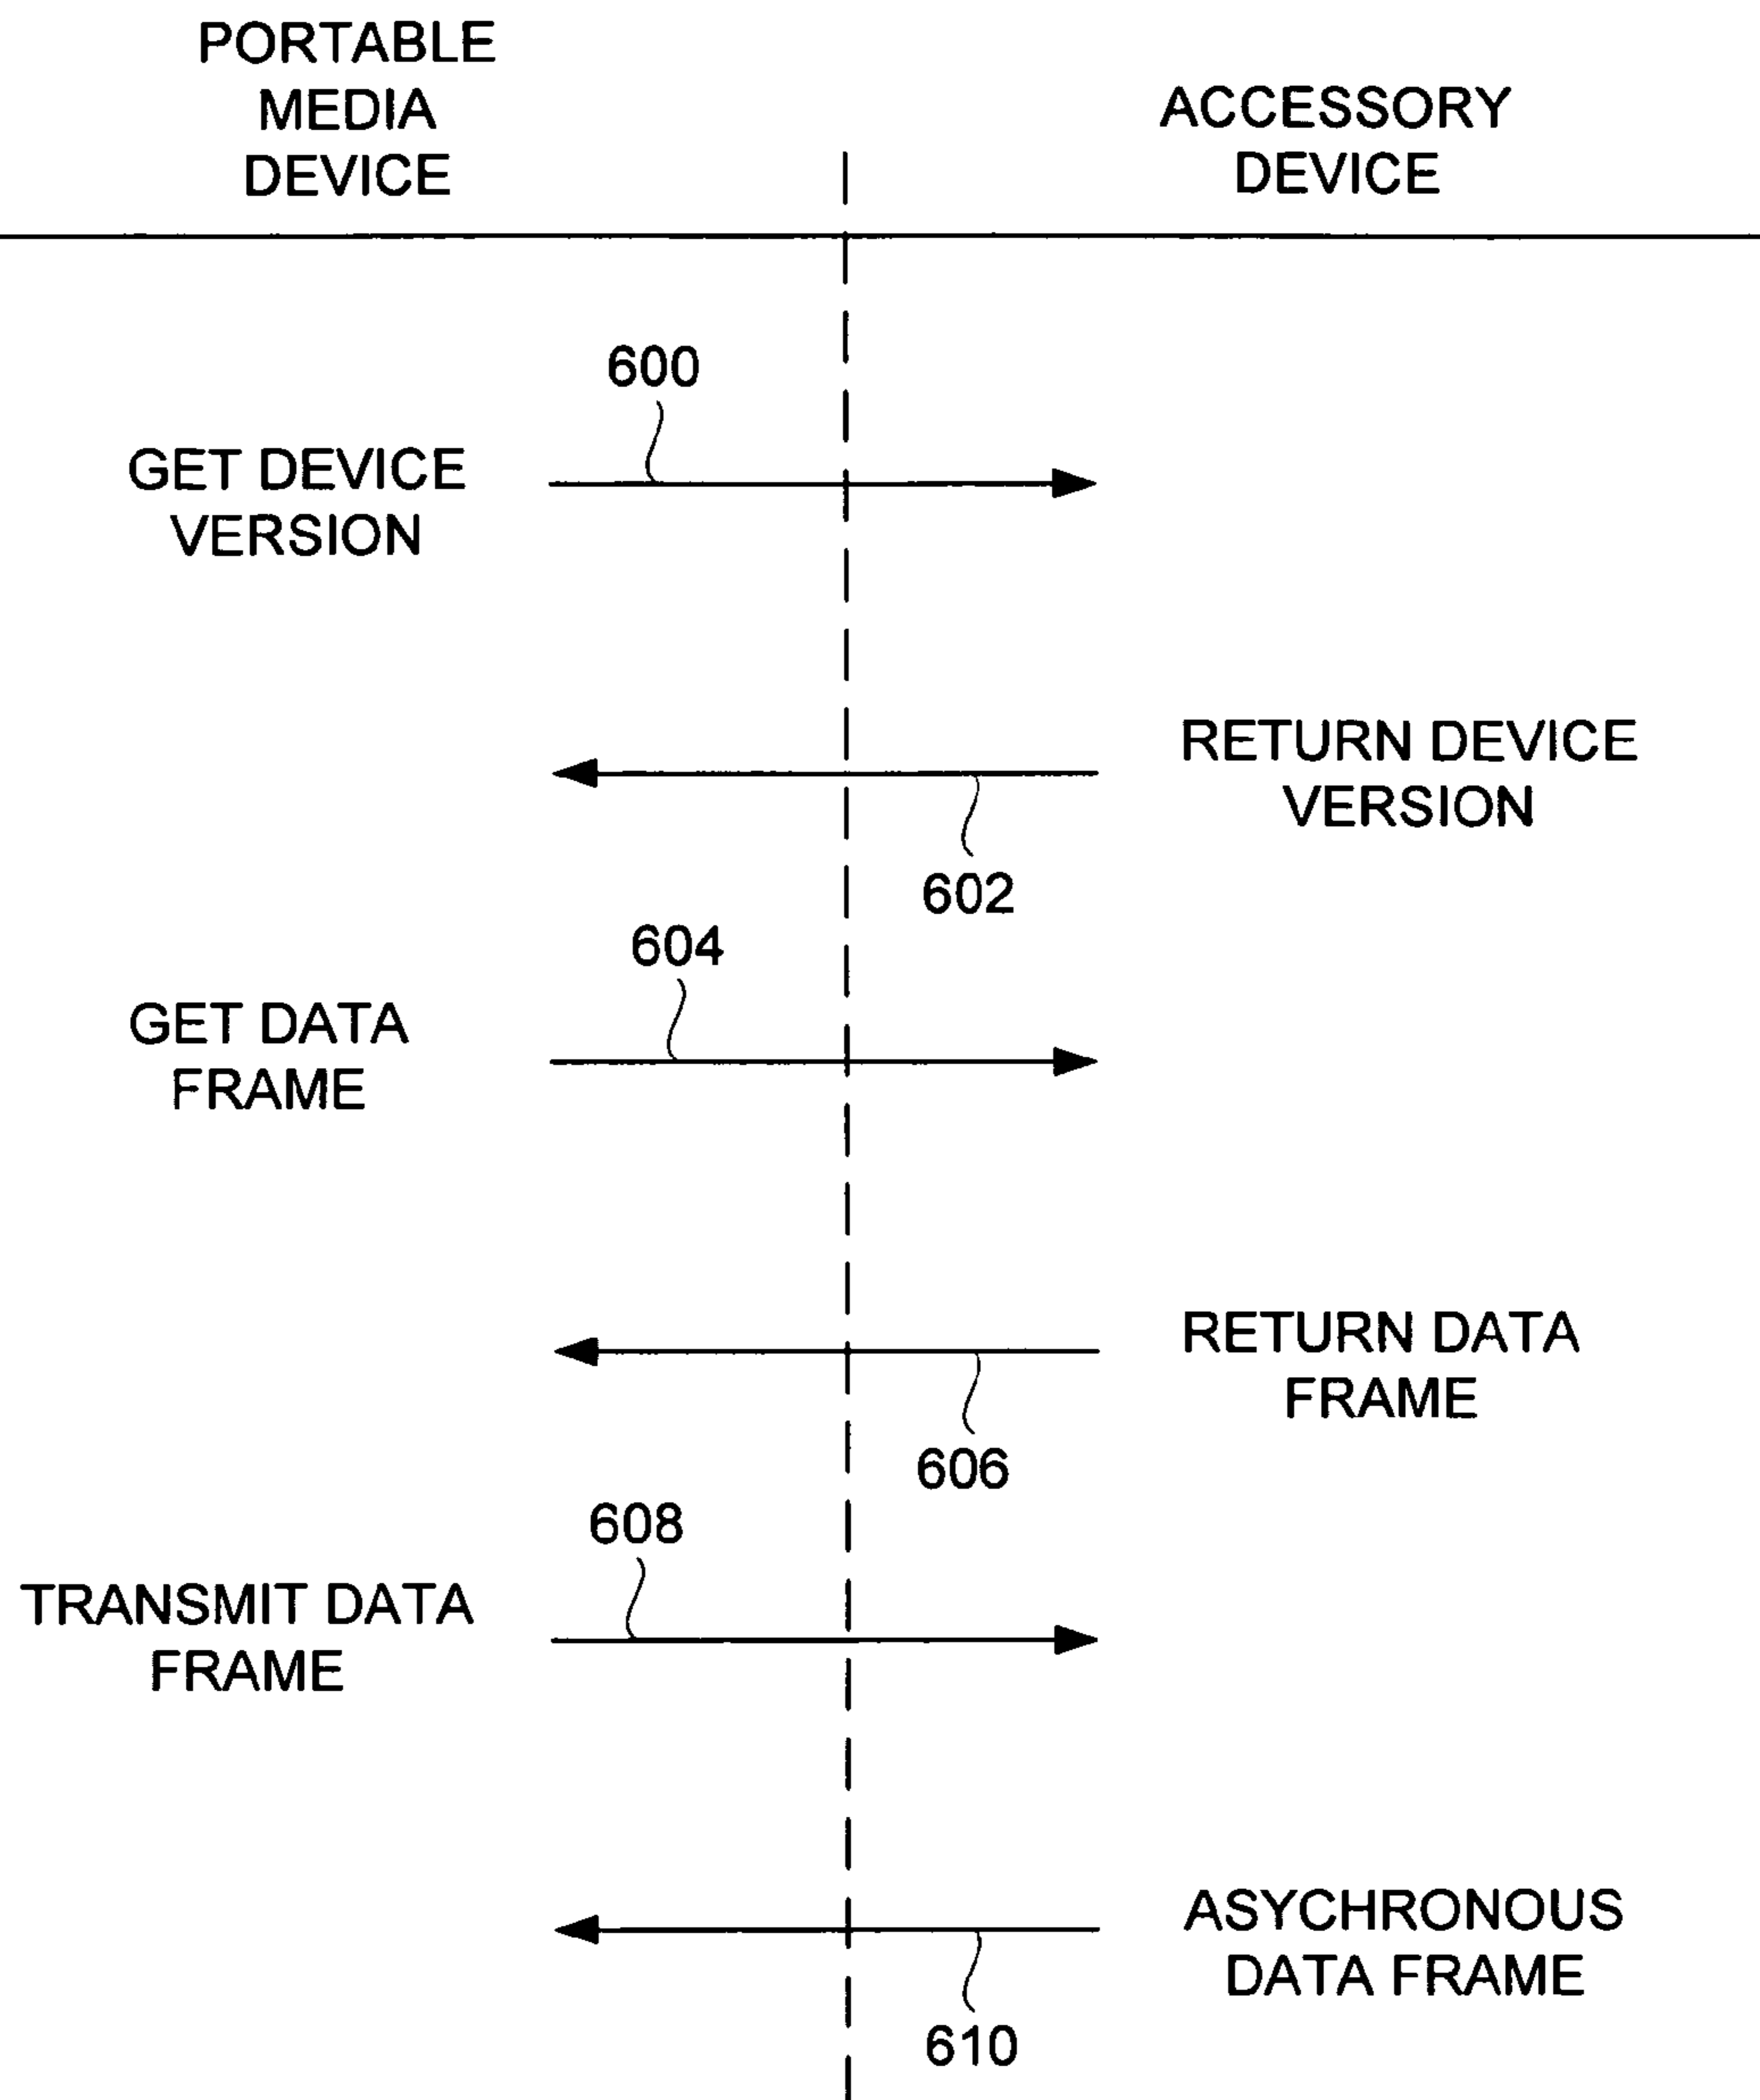 PORTABLE
MEDIA
DEVICE
ACCESSORY
DEVICE
600
GET DEVICE
VERSION
RETURN DEVICE
VERSION
602
604
GET DATA
FRAME
RETURN DATA
FRAME
606
608
TRANSMIT DATA
FRAME
ASYCHRONOUS
DATA FRAME
610